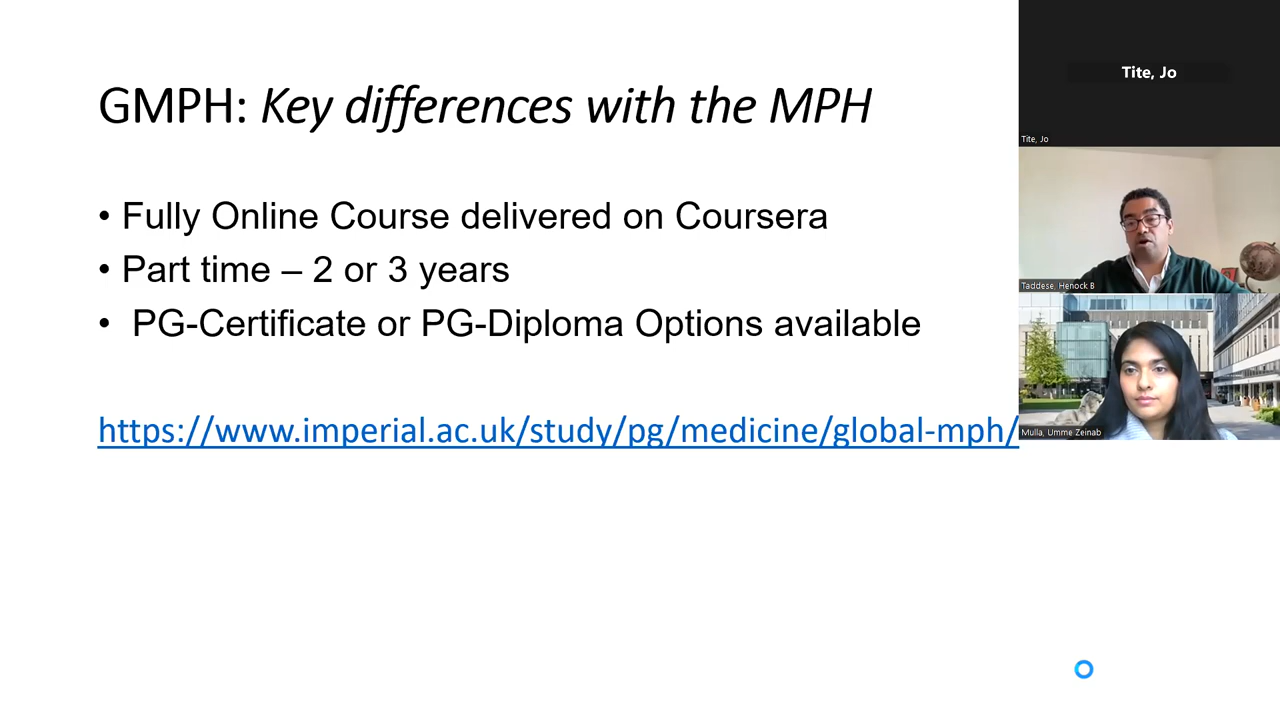 GMPH: Key differences with the MPH
• Fully Online Course delivered on Coursera
• Part time – 2 or 3 years
• PG-Certificate or PG-Diploma Options available
https://www.imperial.ac.uk/study/pg/medicine/global-mph/
Tite, Jo
Tite, Jo
Taddese, Henock B
Mulla, Umme Zeinab